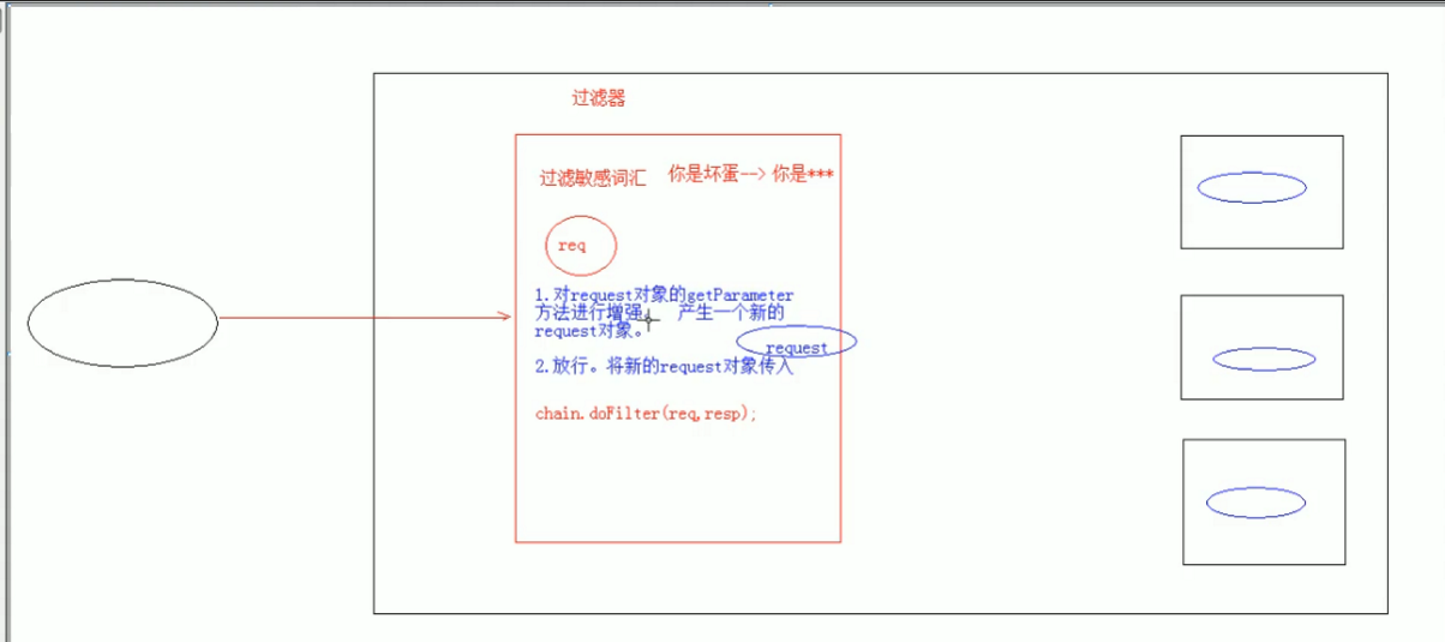 过滤器
过滤敏感词汇 你是坏蛋--> 你是***
req
1.对request对象的getParameter
方法进行增强。 产生一个新的
request对象。
request
2.放行。将新的request对象传入
chain.doFilter(req,resp);